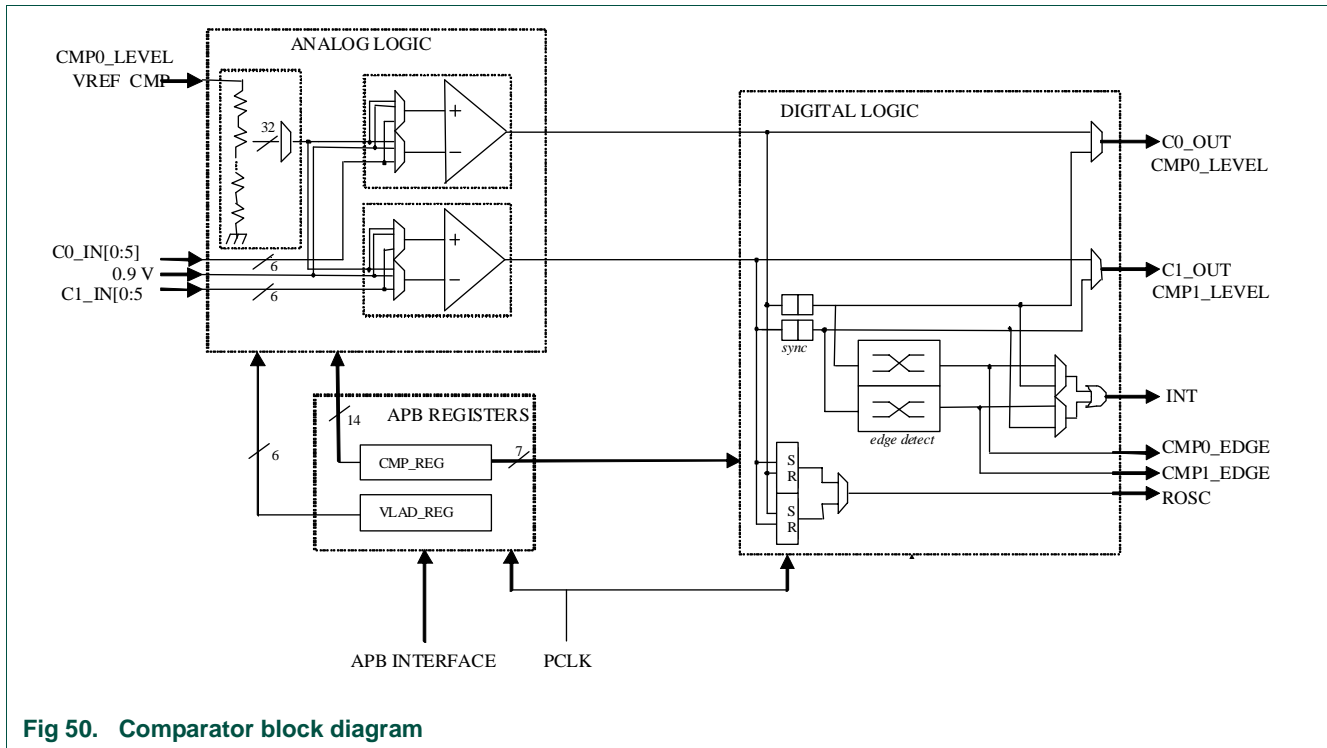 ANALOG LOGIC
CMP0_LEVEL
VREF_CMP
32
+
−
+
−
C0_IN[0:5]
6
0.9 V
C1_IN[0:5
6
DIGITAL LOGIC
C0_OUT
CMP0_LEVEL
C1_OUT
CMP1_LEVEL
sync
edge detect
INT
CMP0_EDGE
CMP1_EDGE
ROSC
S
R
S
R
14
6
APB REGISTERS
CMP_REG
7
VLAD_REG
APB INTERFACE
PCLK
Fig 50. Comparator block diagram